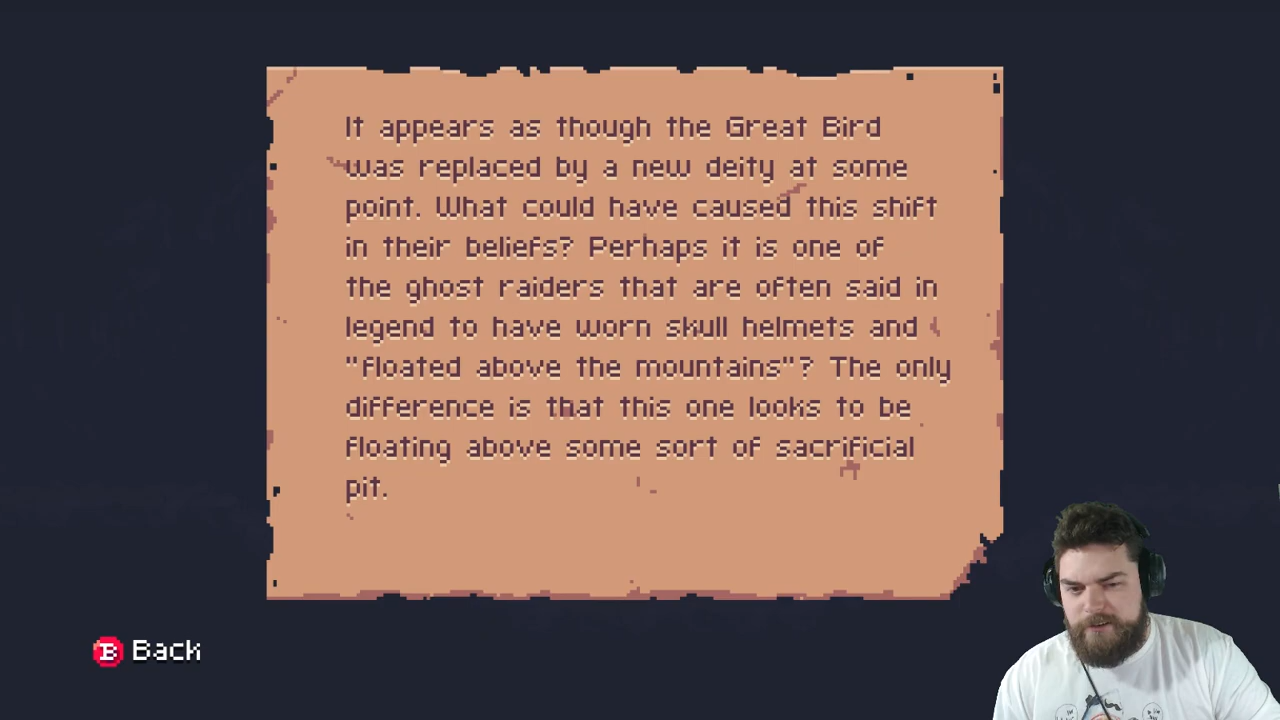 It appears as though the Great Bird
was replaced by a new deity at some
point. What could have caused this shift
in their beliefs? Perhaps it is one of
the ghost raiders that are often said in
legend to have worn skull helmets and
"floated above the mountains"? The only
difference is that this one looks to be
floating above some sort of sacrificial
pit.
B Back